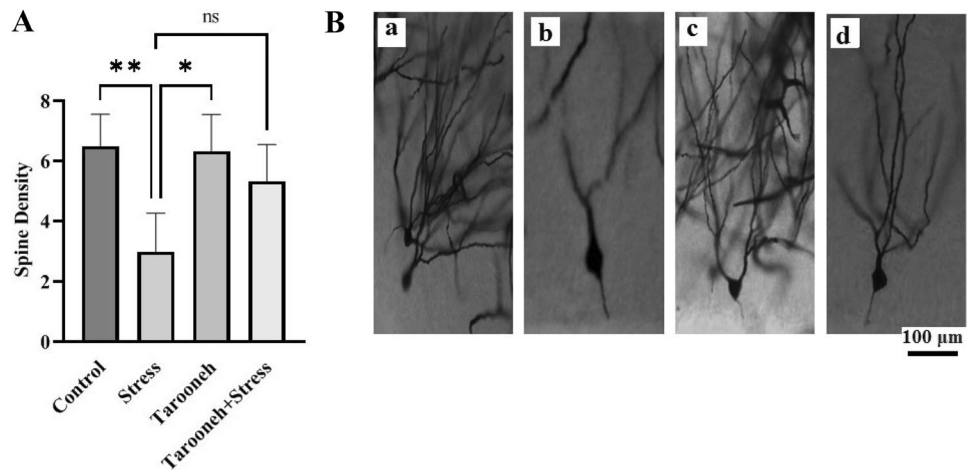 A
ns
** *
Spine Density
8
6
4
2
0
Control
Stress
Tarooneh
Tarooneh+Stress
B
a
b
c
d
100 µm